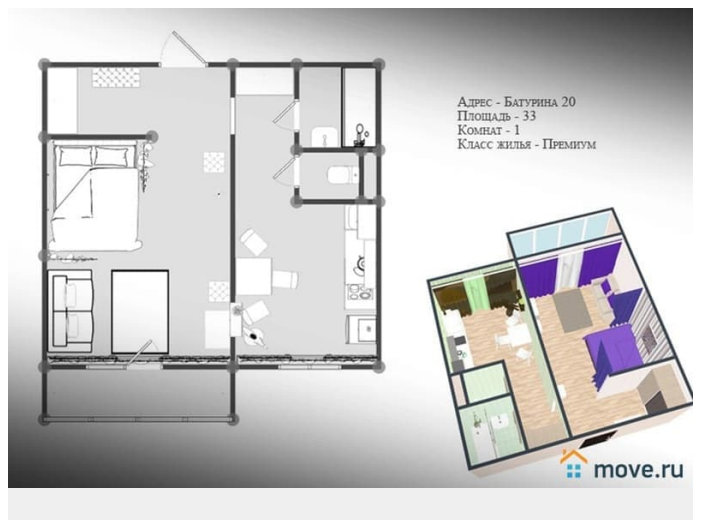 Адрес - Батурина 20
Площадь - 33
Комнат - 1
Класс жилья - Премиум
move.ru